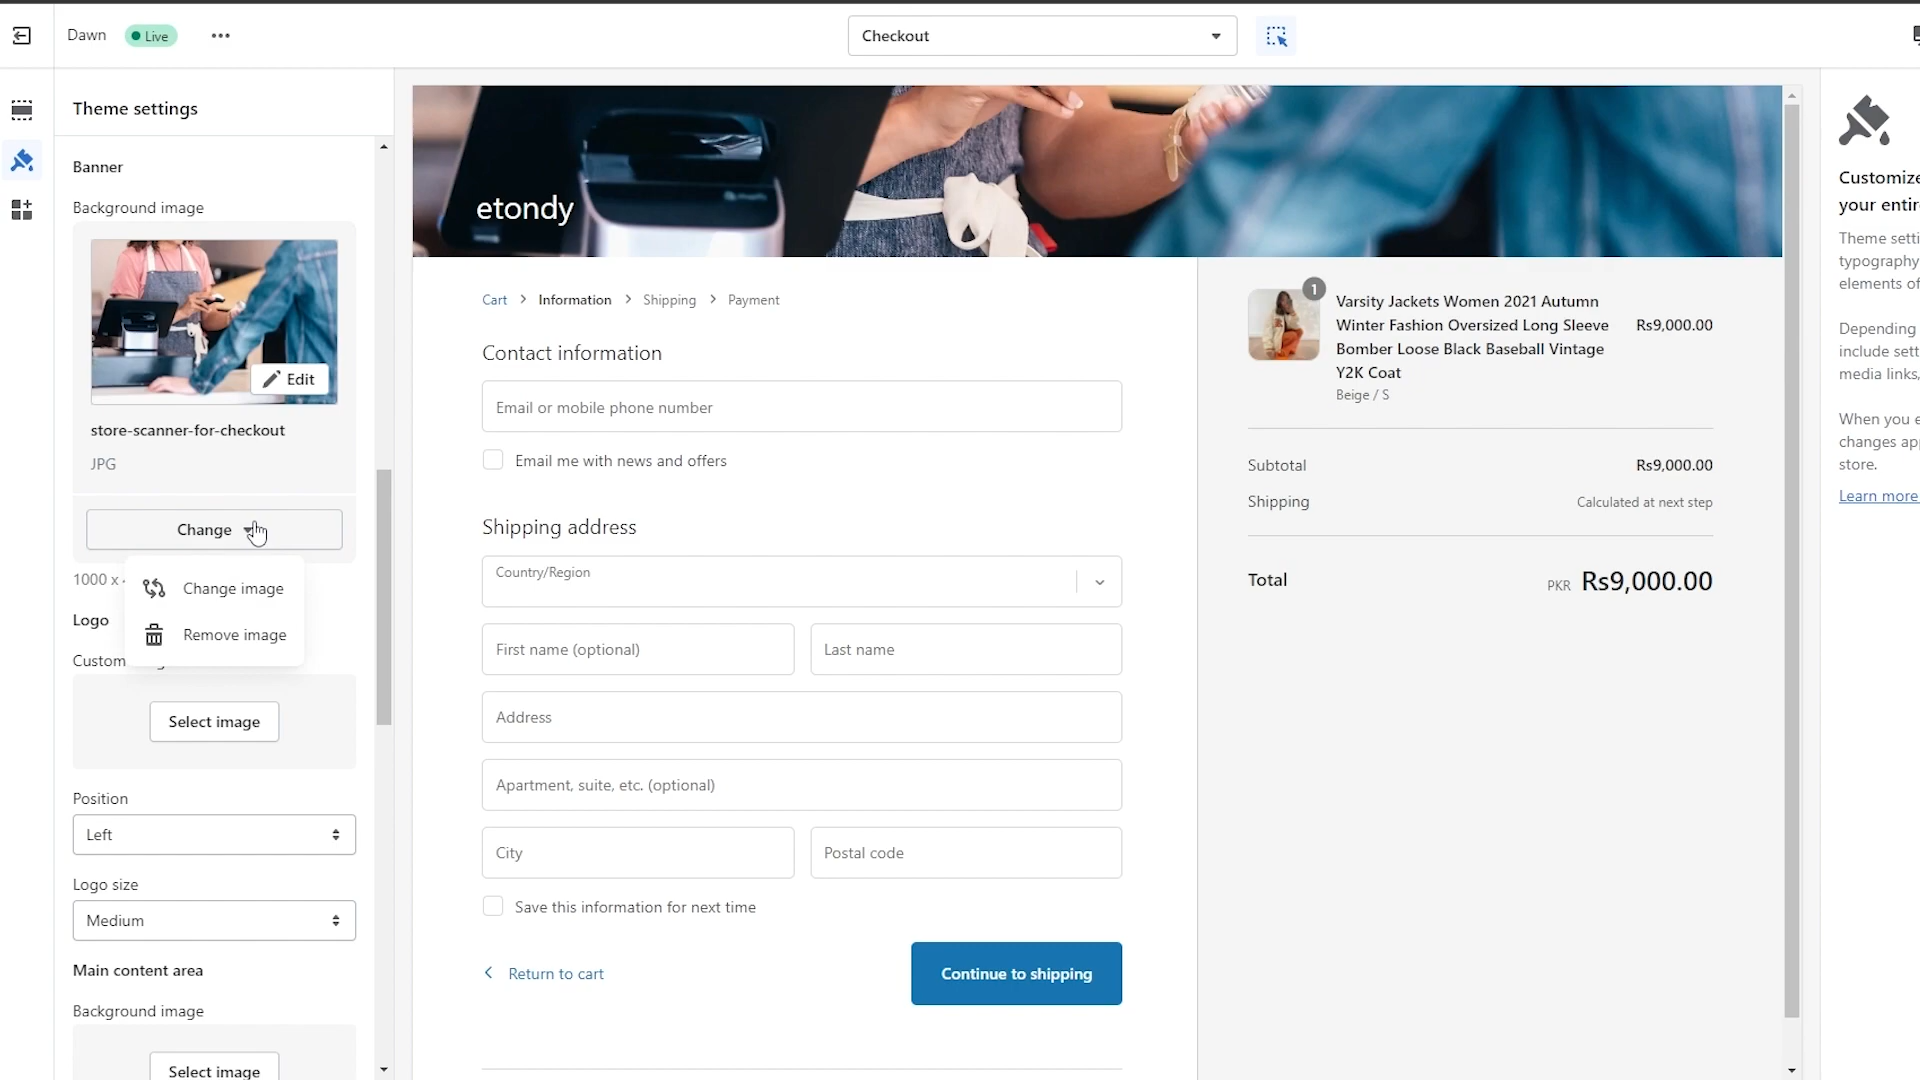 Dawn
Live
Checkout
Theme settings
Banner
Background image
Edit
store-scanner-for-checkout
JPG
Change
1000 x
Change image
Remove image
Logo
Custom
Select image
Position
Left
Logo size
Medium
Main content area
Background image
Select image
etondy
Cart > Information > Shipping > Payment
Contact information
Email or mobile phone number
Email me with news and offers
Shipping address
Country/Region
First name (optional)
Last name
Address
Apartment, suite, etc. (optional)
City
Postal code
Save this information for next time
Return to cart
Continue to shipping
1
Varsity Jackets Women 2021 Autumn
Winter Fashion Oversized Long Sleeve
Bomber Loose Black Baseball Vintage
Y2K Coat
Beige / S
Rs9,000.00
Subtotal
Rs9,000.00
Shipping
Calculated at next step
Total
PKR Rs9,000.00
Customize
your entir
Theme setti
typography
elements of
Depending
include sett
media links,
When you e
changes app
store.
Learn more